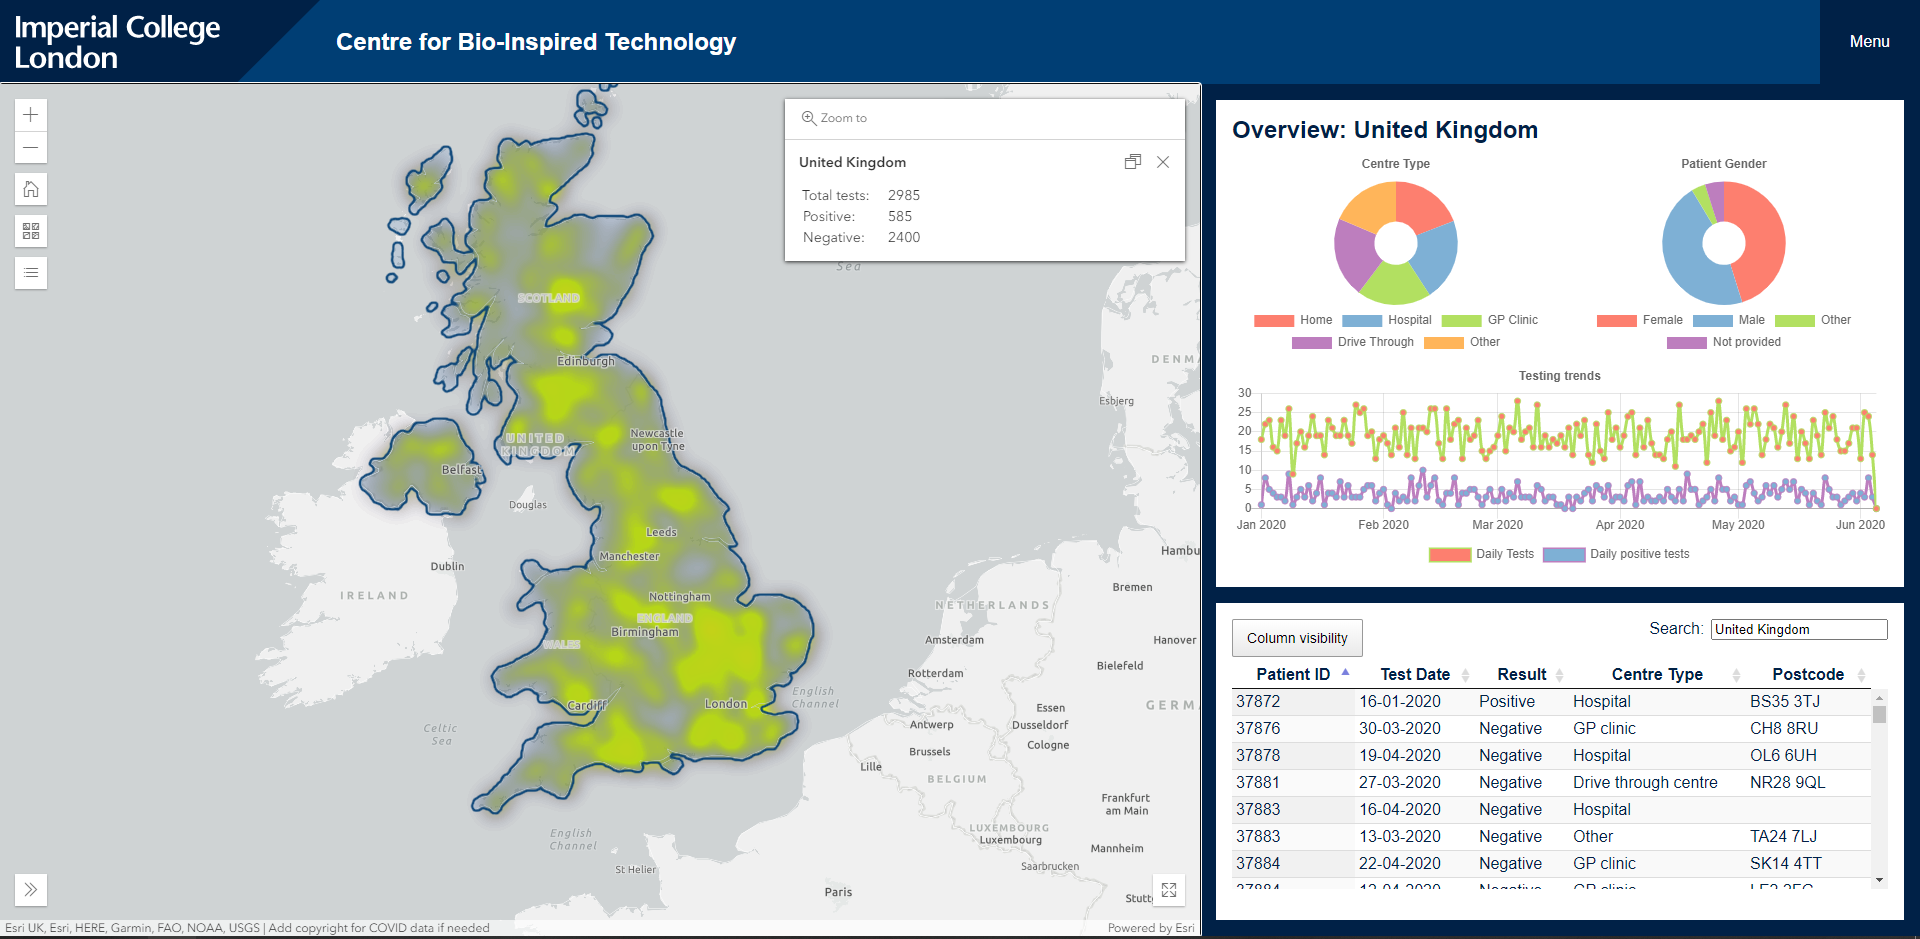 Imperial College
London
Centre for Bio-Inspired Technology
Menu
Zoom to
United Kingdom
Total tests: 2985
Positive: 585
Negative: 2400
Sea
SCOTLAND
Edinburgh
UNITED
KINGDOM
Newcastle
upon Tyne
Belfast
Douglas
Leeds
Manchester
Dublin
IRELAND
Nottingham
ENGLAND
Birmingham
WALES
Cardiff
London
English
Channel
Celtic
Sea
English
Channel
St Helier
DENM
Esbjerg
Hambu
Bremen
NETHERLANDS
Amsterdam
Hanover
Bielefeld
Rotterdam
Essen
GERM
Antwerp
Dusseldorf
Brussels
Cologne
Lille
BELGIUM
Frankfurt
am Main
LUXEMBOURG
Luxembourg
Mannheim
Saarbrucken
Paris
Stutt
Esri UK, Esri, HERE, Garmin, FAO, NOAA, USGS | Add copyright for COVID data if needed
Powered by Esri
Overview: United Kingdom
Centre Type
Home Hospital GP Clinic
Drive Through Other
Patient Gender
Female Male Other
Not provided
Testing trends
30
25
20
15
10
5
0
Jan 2020 Feb 2020 Mar 2020 Apr 2020 May 2020 Jun 2020
Daily Tests Daily positive tests
Column visibility
Search: United Kingdom
Patient ID Test Date Result Centre Type Postcode
37872 16-01-2020 Positive Hospital BS35 3TJ
37876 30-03-2020 Negative GP clinic CH8 8RU
37878 19-04-2020 Negative Hospital OL6 6UH
37881 27-03-2020 Negative Drive through centre NR28 9QL
37883 16-04-2020 Negative Hospital
37883 13-03-2020 Negative Other TA24 7LJ
37884 22-04-2020 Negative GP clinic SK14 4TT